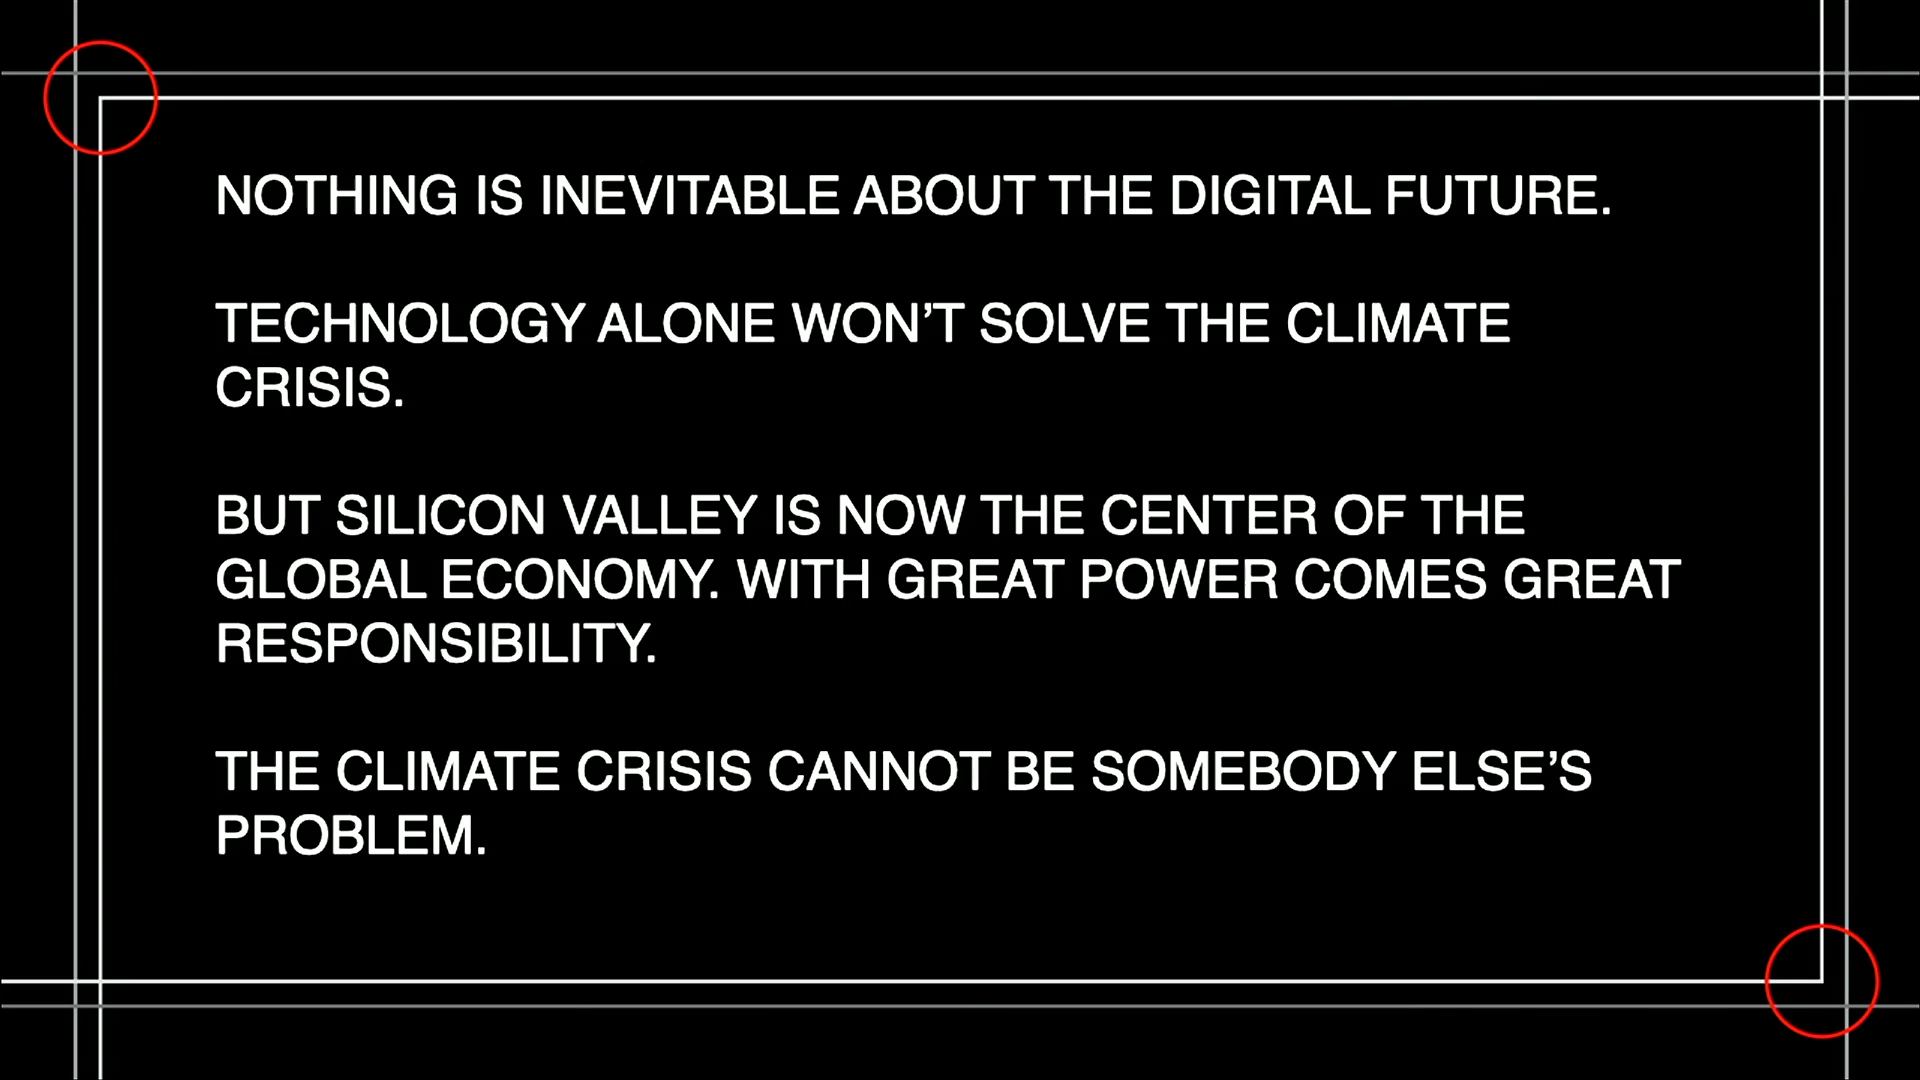 NOTHING IS INEVITABLE ABOUT THE DIGITAL FUTURE.
TECHNOLOGY ALONE WON’T SOLVE THE CLIMATE
CRISIS.
BUT SILICON VALLEY IS NOW THE CENTER OF THE
GLOBAL ECONOMY. WITH GREAT POWER COMES GREAT
RESPONSIBILITY.
THE CLIMATE CRISIS CANNOT BE SOMEBODY ELSE’S
PROBLEM.